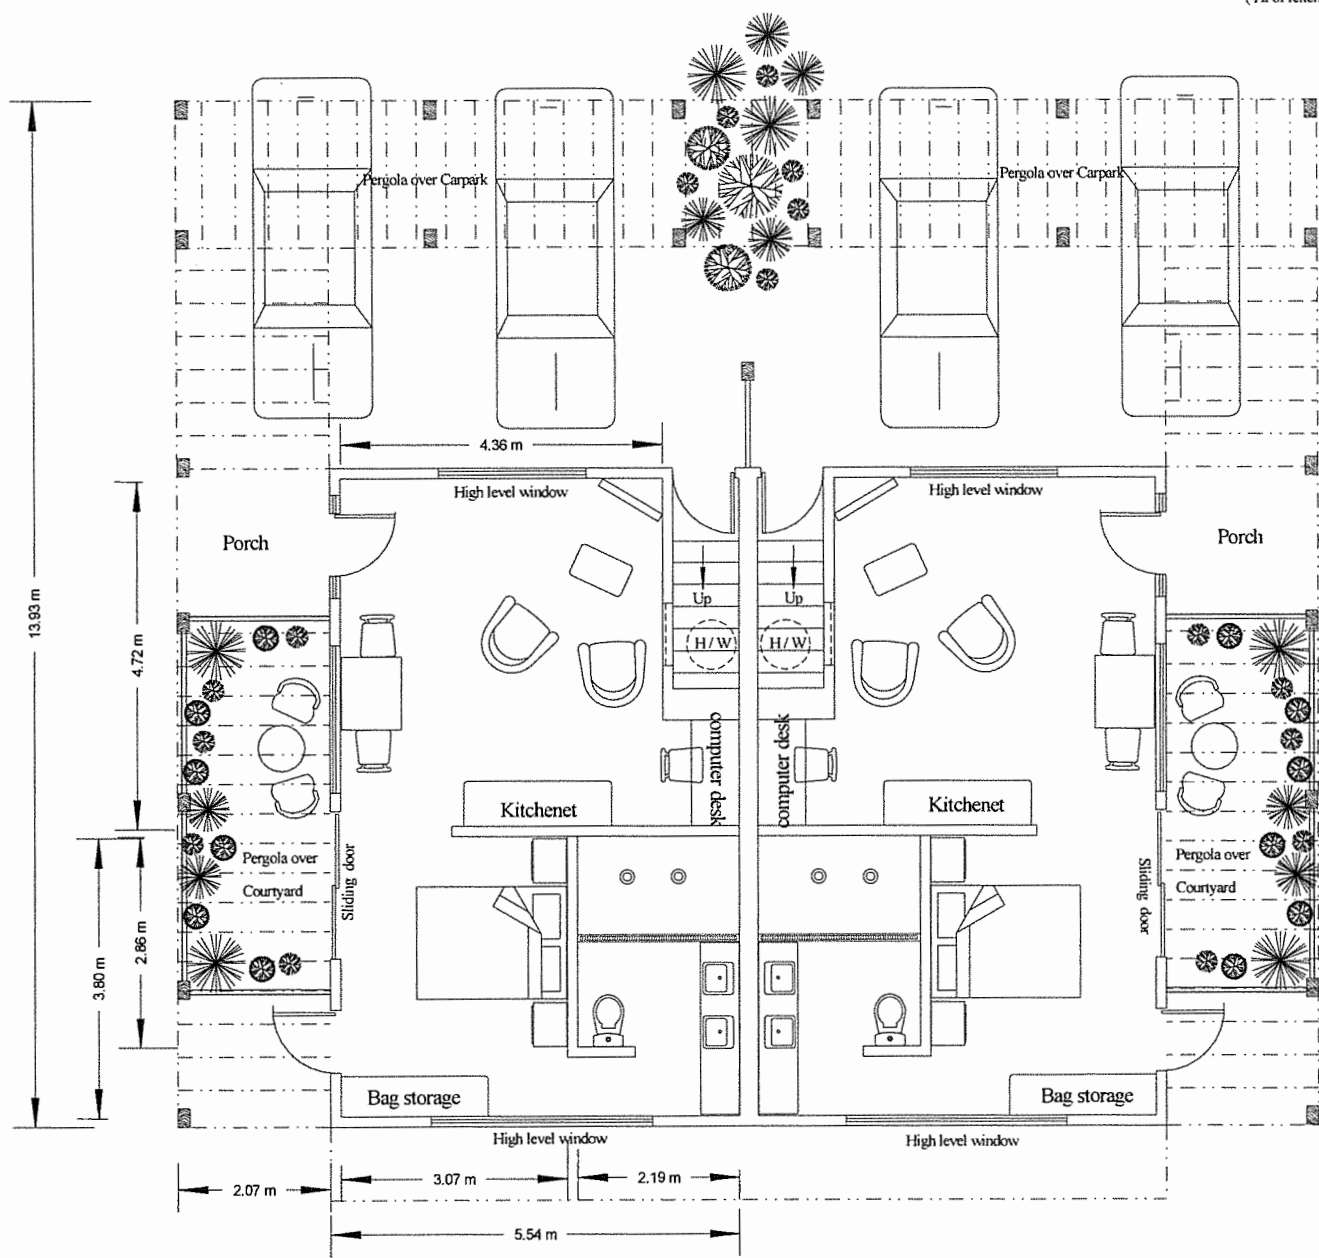 Pergola over Carpark
Pergola over Carpark
4.36 m
High level window
High level window
Porch
Porch
Up
Up
H / W
H / W
13.93 m
4.72 m
computer desk
computer desk
Kitchenet
Kitchenet
Pergola over
Courtyard
Sliding door
Sliding door
Pergola over
Courtyard
2.86 m
3.80 m
Bag storage
Bag storage
High level window
High level window
2.07 m
3.07 m
2.19 m
5.54 m